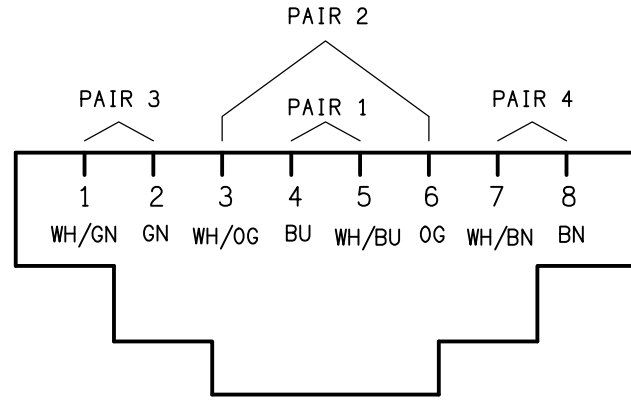 PAIR 2
PAIR 3 PAIR 1 PAIR 4
1 2 3 4 5 6 7 8
WH/GN GN WH/OG BU WH/BU OG WH/BN BN